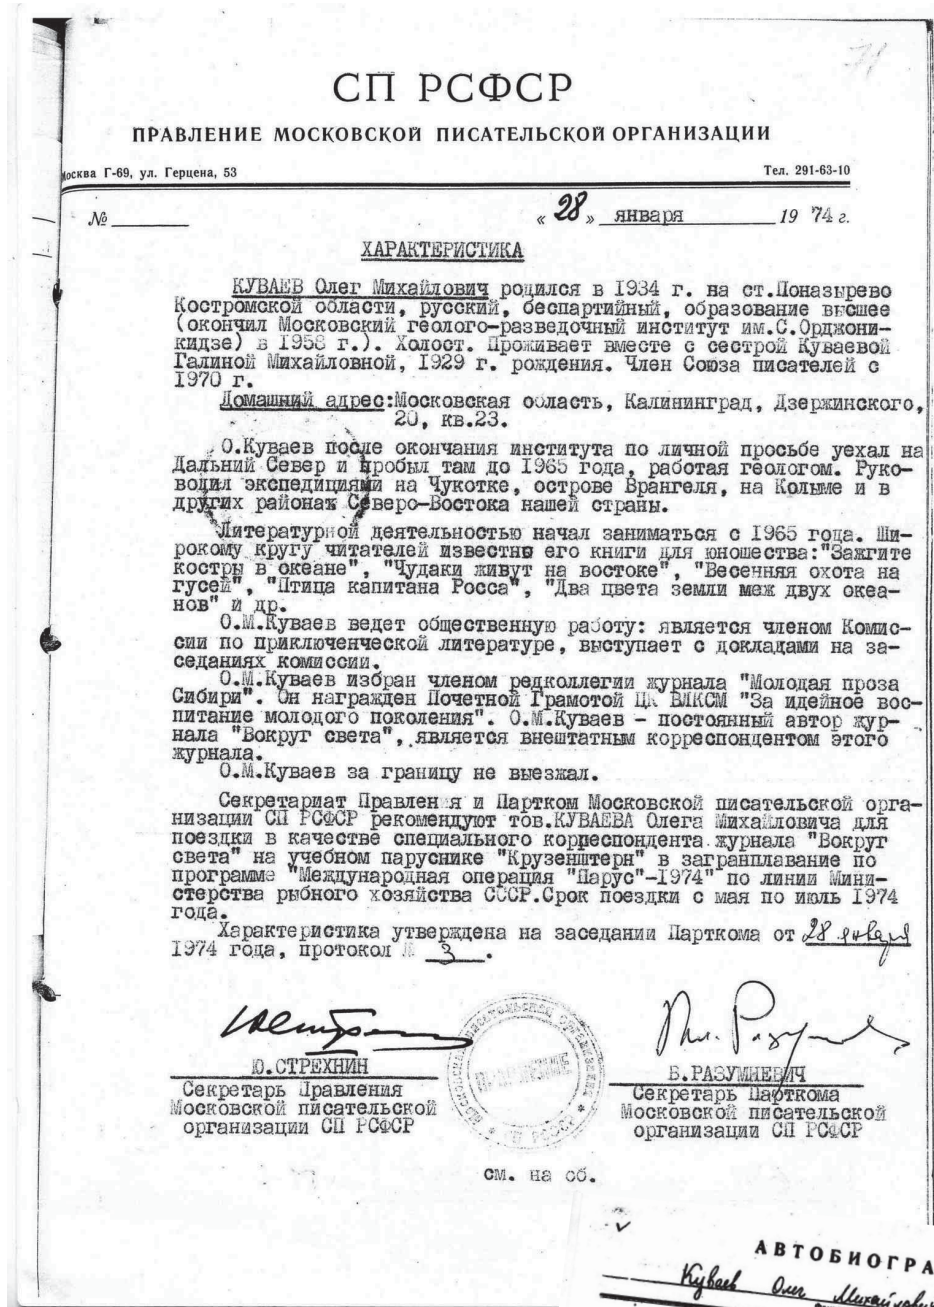 71
СП РСФСР
ПРАВЛЕНИЕ МОСКОВСКОЙ ПИСАТЕЛЬСКОЙ ОРГАНИЗАЦИИ
осква Г-69, ул. Герцена, 53 Тел. 291-63-10
№ « 28 » января 19 74 г.
ХАРАКТЕРИСТИКА
КУВАЕВ Олег Михайлович родился в 1934 г. на ст.Поназырево
Костромской области, русский, беспартийный, образование высшее
(окончил Московский геолого-разведочный институт им.С.Орджони-
кидзе) в 1958 г.). Холост. Проживает вместе с сестрой Куваевой
Галиной Михайловной, 1929 г. рождения. Член Союза писателей с
1970 г.
Домашний адрес:Московская область, Калининград, Дзержинского,
20, кв.23.
О.Куваев после окончания института по личной просьбе уехал на
Дальний Север и пробыл там до 1965 года, работая геологом. Руко-
водил экспедициями на Чукотке, острове Врангеля, на Колыме и в
других районах Северо-Востока нашей страны.
Литературной деятельностью начал заниматься с 1965 года. Ши-
рокому кругу читателей известно его книги для юношества:"Зажгите
костры в океане", "Чудаки живут на востоке", "Весенняя охота на
гусей", "Птица капитана Росса", "Два цвета земли меж двух океа-
нов" и др.
О.М.Куваев ведет общественную работу: является членом Комис-
сии по приключенческой литературе, выступает с докладами на за-
седаниях комиссии.
О.М.Куваев избран членом редколлегии журнала "Молодая проза
Сибири". Он награжден Почетной Грамотой ЦК ВЛКСМ "За идейное вос-
питание молодого поколения". О.М.Куваев - постоянный автор жур-
нала "Вокруг света", является внештатным корреспондентом этого
журнала.
О.М.Куваев за границу не выезжал.
Секретариат Правления и Партком Московской писательской орга-
низации СП РСФСР рекомендуют тов.КУВАЕВА Олега Михайловича для
поездки в качестве специального корреспондента журнала "Вокруг
света" на учебном паруснике "Крузенштерн" в загранплавание по
программе "Международная операция "Парус"-1974" по линии Мини-
стерства рыбного хозяйства СССР.Срок поездки с мая по июль 1974
года.
Характеристика утверждена на заседании Парткома от 28 января
1974 года, протокол № 3.
ПРАВЛЕНИЕ
Ю.СТРЕХНИН В.РАЗУМНЕВИЧ
Секретарь Правления Секретарь Парткома
Московской писательской Московской писательской
организации СП РСФСР организации СП РСФСР
см. на об.
АВТОБИОГРА
Куваев Олег Михайлович